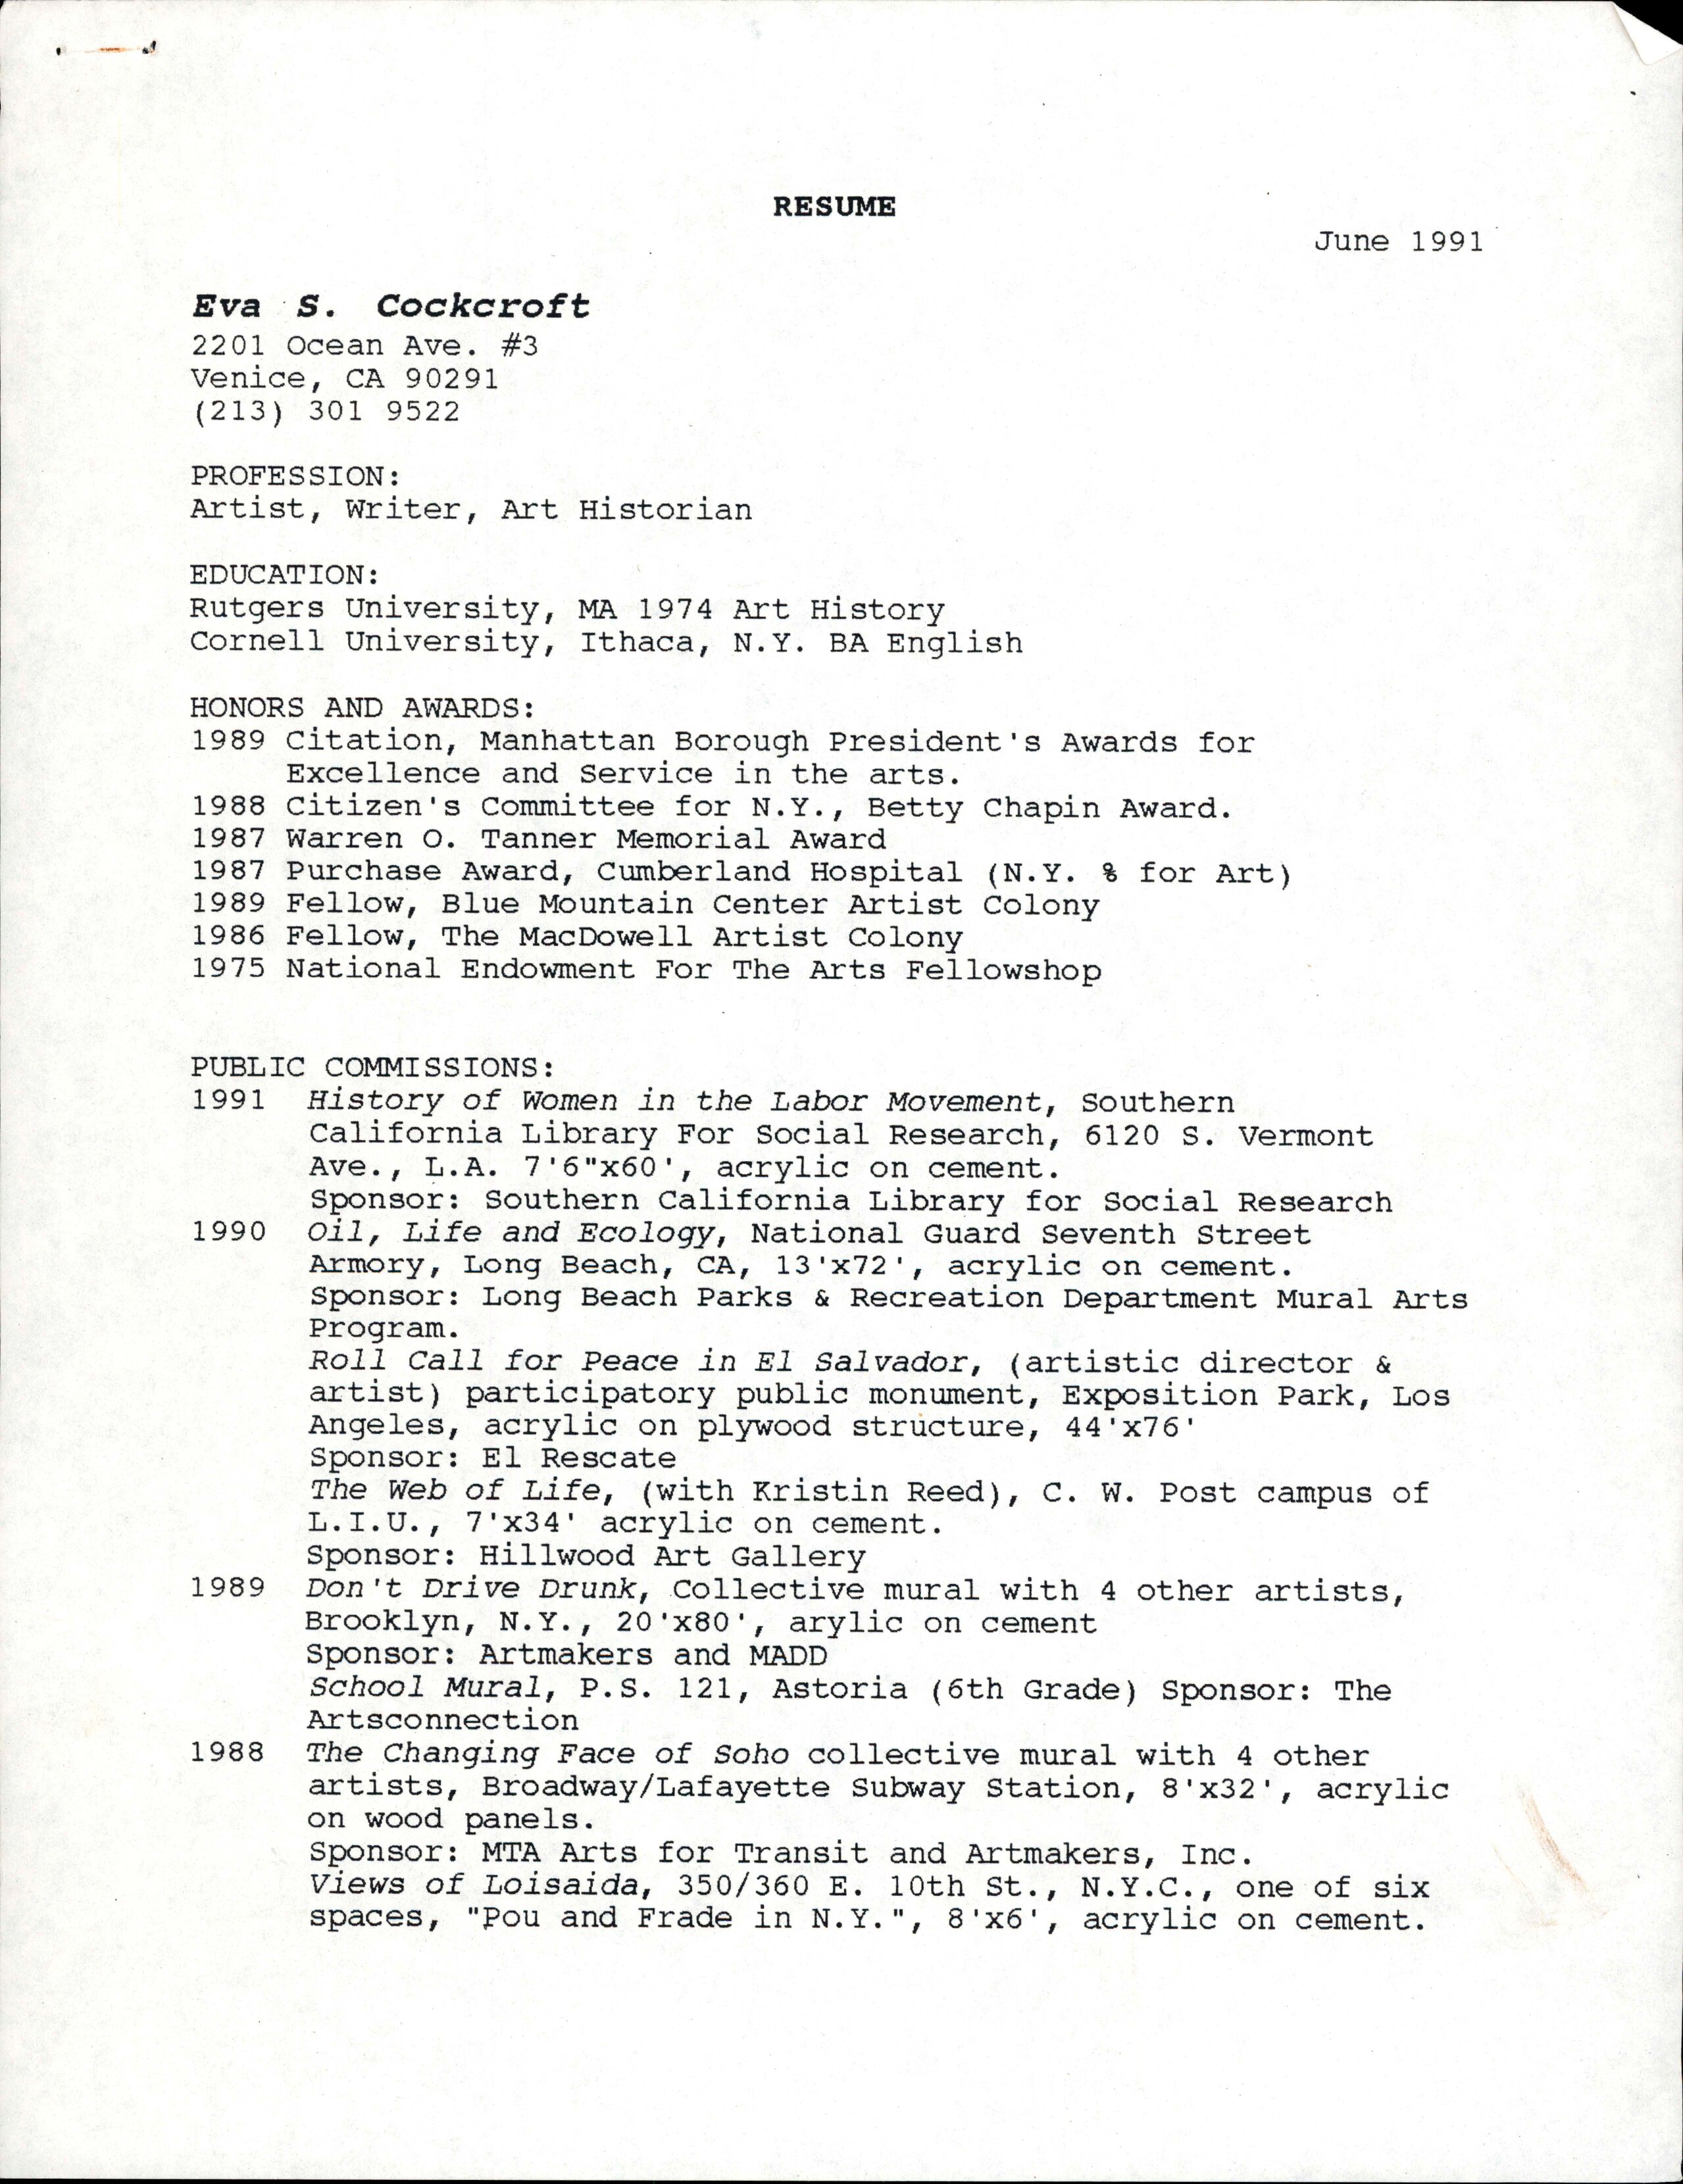 RESUME
June 1991
Eva S. Cockcroft
2201 Ocean Ave. #3
Venice, CA 90291
(213) 301 9522
PROFESSION:
Artist, Writer, Art Historian
EDUCATION:
Rutgers University, MA 1974 Art History
Cornell University, Ithaca, N.Y. BA English
HONORS AND AWARDS:
1989 Citation, Manhattan Borough President's Awards for
Excellence and Service in the arts.
1988 Citizen's Committee for N.Y., Betty Chapin Award.
1987 Warren O. Tanner Memorial Award
1987 Purchase Award, Cumberland Hospital (N.Y. % for Art)
1989 Fellow, Blue Mountain Center Artist Colony
1986 Fellow, The MacDowell Artist Colony
1975 National Endowment For The Arts Fellowshop
PUBLIC COMMISSIONS:
1991 History of Women in the Labor Movement, Southern
California Library For Social Research, 6120 S. Vermont
Ave., L.A. 7'6"x60', acrylic on cement.
Sponsor: Southern California Library for Social Research
1990 Oil, Life and Ecology, National Guard Seventh Street
Armory, Long Beach, CA, 13'x72', acrylic on cement.
Sponsor: Long Beach Parks & Recreation Department Mural Arts
Program.
Roll Call for Peace in El Salvador, (artistic director &
artist) participatory public monument, Exposition Park, Los
Angeles, acrylic on plywood structure, 44'x76'
Sponsor: El Rescate
The Web of Life, (with Kristin Reed), C. W. Post campus of
L.I.U., 7'x34' acrylic on cement.
Sponsor: Hillwood Art Gallery
1989 Don't Drive Drunk, Collective mural with 4 other artists,
Brooklyn, N.Y., 20'x80', arylic on cement
Sponsor: Artmakers and MADD
School Mural, P.S. 121, Astoria (6th Grade) Sponsor: The
Artsconnection
1988 The Changing Face of Soho collective mural with 4 other
artists, Broadway/Lafayette Subway Station, 8'x32', acrylic
on wood panels.
Sponsor: MTA Arts for Transit and Artmakers, Inc.
Views of Loisaida, 350/360 E. 10th St., N.Y.C., one of six
spaces, "Pou and Frade in N.Y.", 8'x6', acrylic on cement.